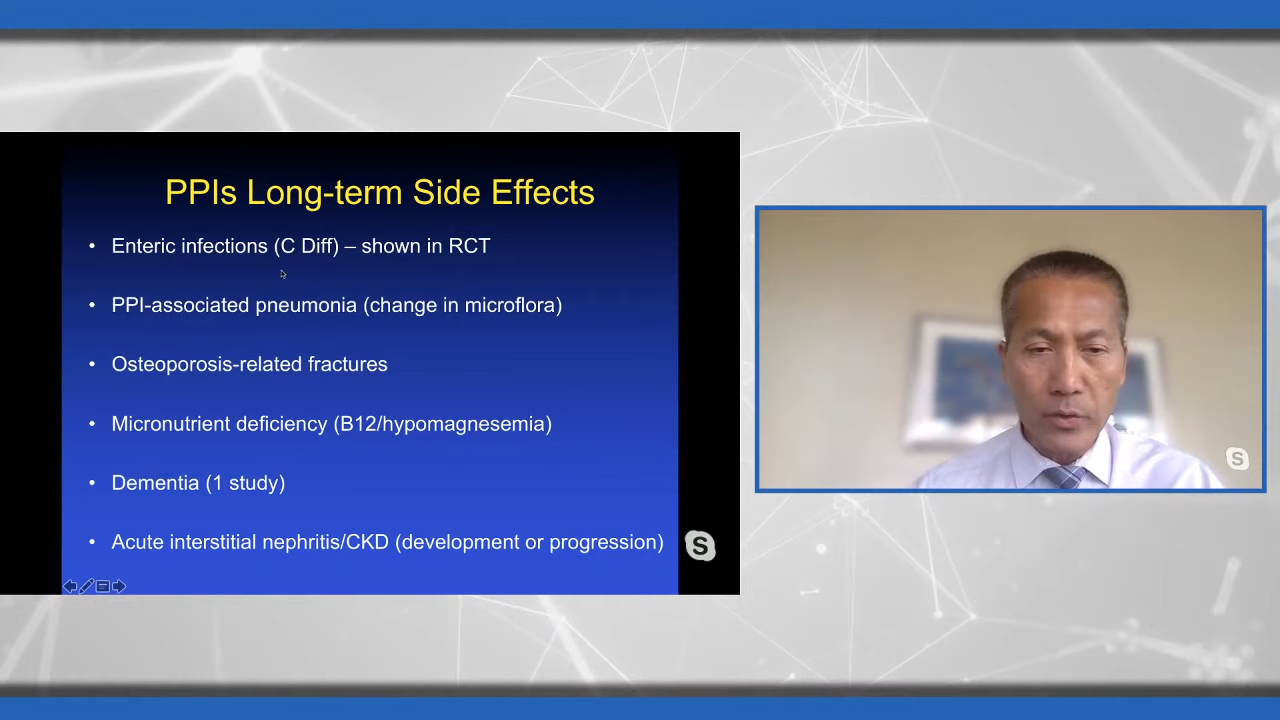 PPIs Long-term Side Effects
• Enteric infections (C Diff) – shown in RCT
• PPI-associated pneumonia (change in microflora)
• Osteoporosis-related fractures
• Micronutrient deficiency (B12/hypomagnesemia)
• Dementia (1 study)
• Acute interstitial nephritis/CKD (development or progression)
S
S